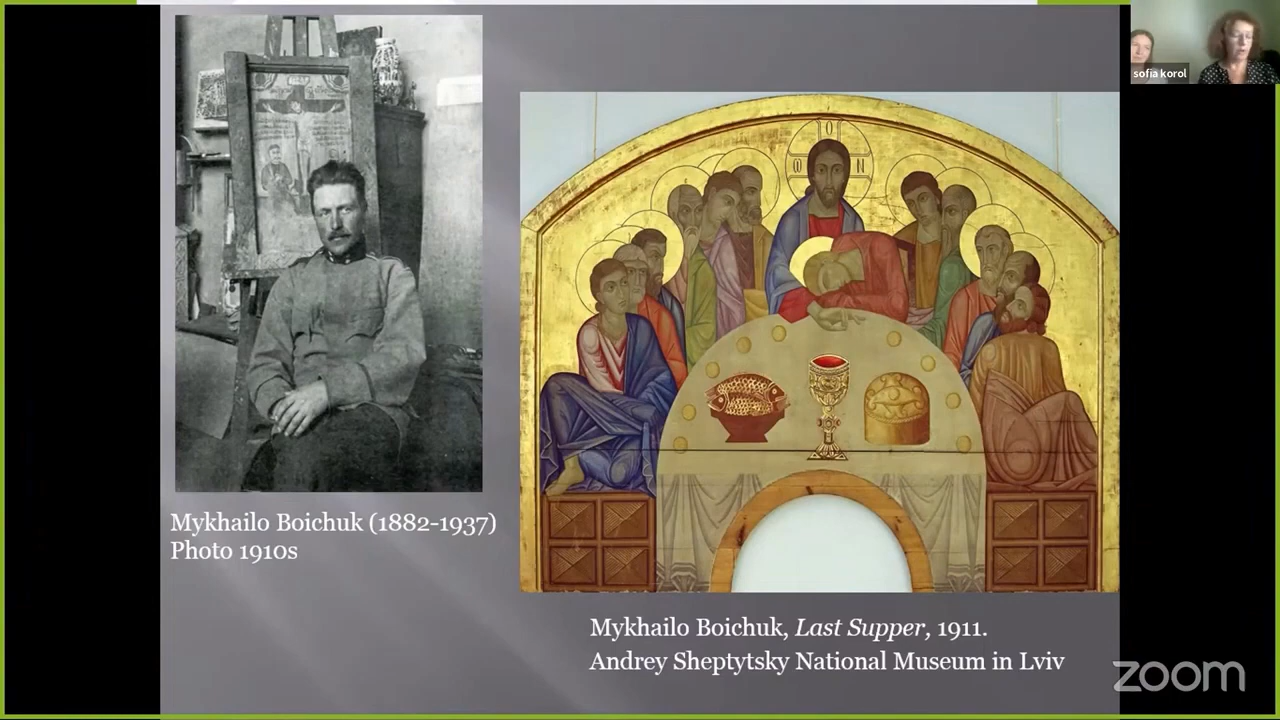 sofia korol
Ο
Ѡ Ν
Mykhailo Boichuk (1882-1937)
Photo 1910s
Mykhailo Boichuk, Last Supper, 1911.
Andrey Sheptytsky National Museum in Lviv
zoom